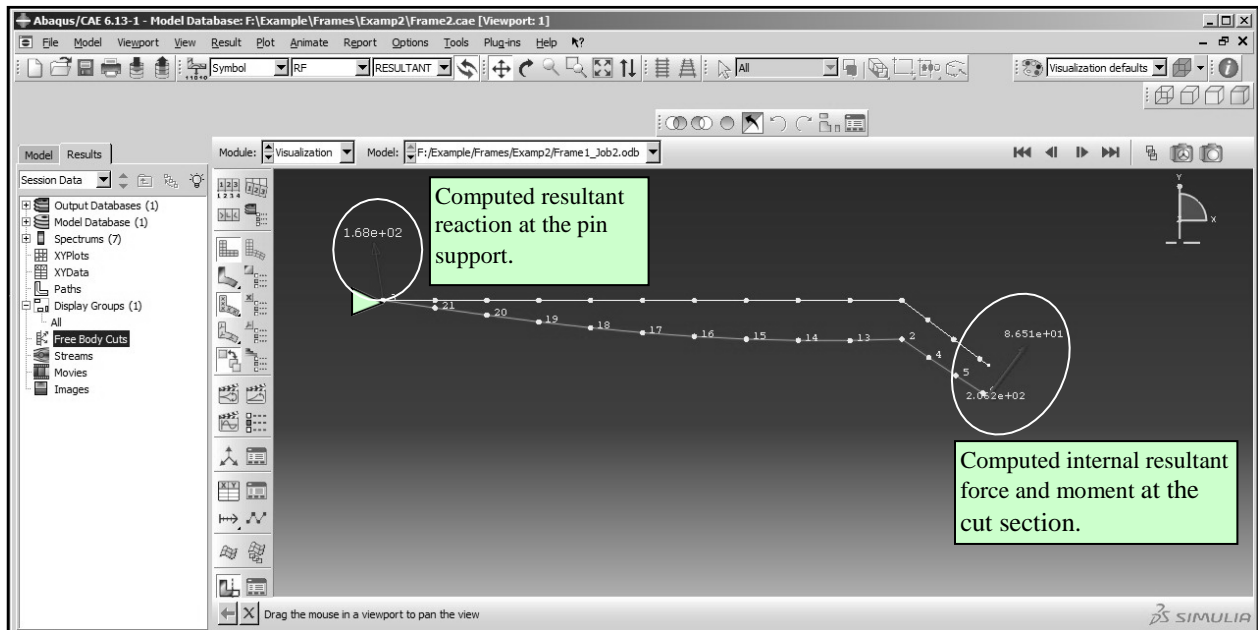 Abaqus/CAE 6.13-1 - Model Database: F:\Example\Frames\Examp2\Frame2.cae [Viewport: 1]
File Model Viewport View Result Plot Animate Report Options Tools Plug-ins Help
Symbol RF RESULTANT All Visualization defaults
Model Results Module: Visualization Model: F:/Example/Frames/Examp2/Frame1_Job2.odb
Session Data
Output Databases (1)
Model Database (1)
Spectrums (7)
XYPlots
XYData
Paths
Display Groups (1)
All
Free Body Cuts
Streams
Movies
Images
Computed resultant
reaction at the pin
support.
1.68e+02
Y
X
21
20
19
18
17
16
15
14
13
2
4
5
8.651e+01
2.062e+02
Computed internal resultant
force and moment at the
cut section.
Drag the mouse in a viewport to pan the view
SIMULIA